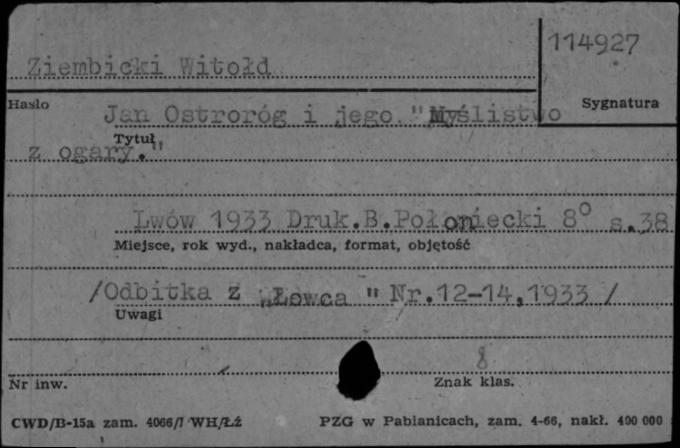 114927
Ziembicki Witołd
Hasło
Sygnatura
Jan Ostroróg i jego "Myślistwo
Tytuł
z ogary."
Lwów 1933 Druk.B.Połoniecki 8° s.38
Miejsce, rok wyd., nakładca, format, objętość
/Odbitka z „Łowca" Nr.12-14,1933 /
Uwagi
8
Nr inw.
Znak klas.
CWD/B-15a zam. 4066/I WH/Łź
PZG w Pabianicach, zam. 4-66, nakł. 400 000